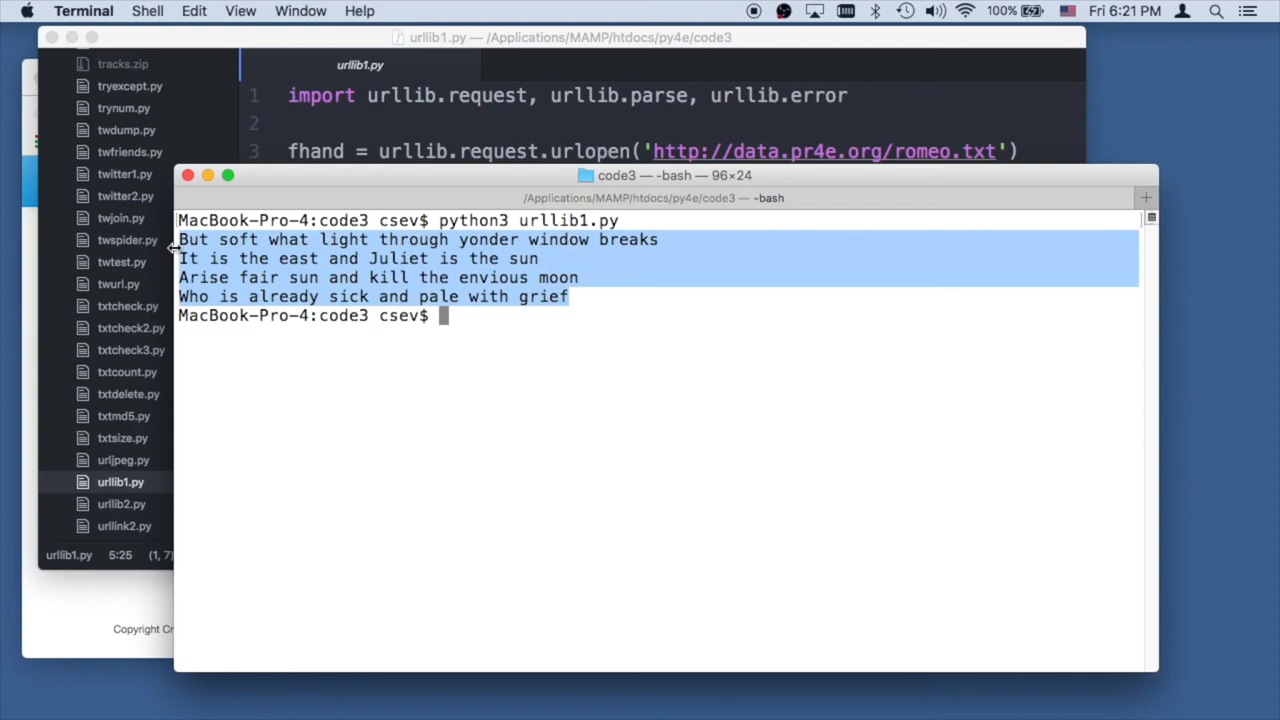 Terminal Shell Edit View Window Help 100% Fri 6:21 PM
urllib1.py — /Applications/MAMP/htdocs/py4e/code3
tracks.zip
tryexcept.py
trynum.py
twdump.py
twfriends.py
twitter1.py
twitter2.py
twjoin.py
twspider.py
twtest.py
twurl.py
txtcheck.py
txtcheck2.py
txtcheck3.py
txtcount.py
txtdelete.py
txtmd5.py
txtsize.py
urljpeg.py
urllib1.py
urllib2.py
urllink2.py
urllib1.py 5:25 (1, 7)
urllib1.py
1 import urllib.request, urllib.parse, urllib.error
2
3 fhand = urllib.request.urlopen('http://data.pr4e.org/romeo.txt')
code3 — -bash — 96×24
/Applications/MAMP/htdocs/py4e/code3 — -bash
MacBook-Pro-4:code3 csev$ python3 urllib1.py
But soft what light through yonder window breaks
It is the east and Juliet is the sun
Arise fair sun and kill the envious moon
Who is already sick and pale with grief
MacBook-Pro-4:code3 csev$
Copyright